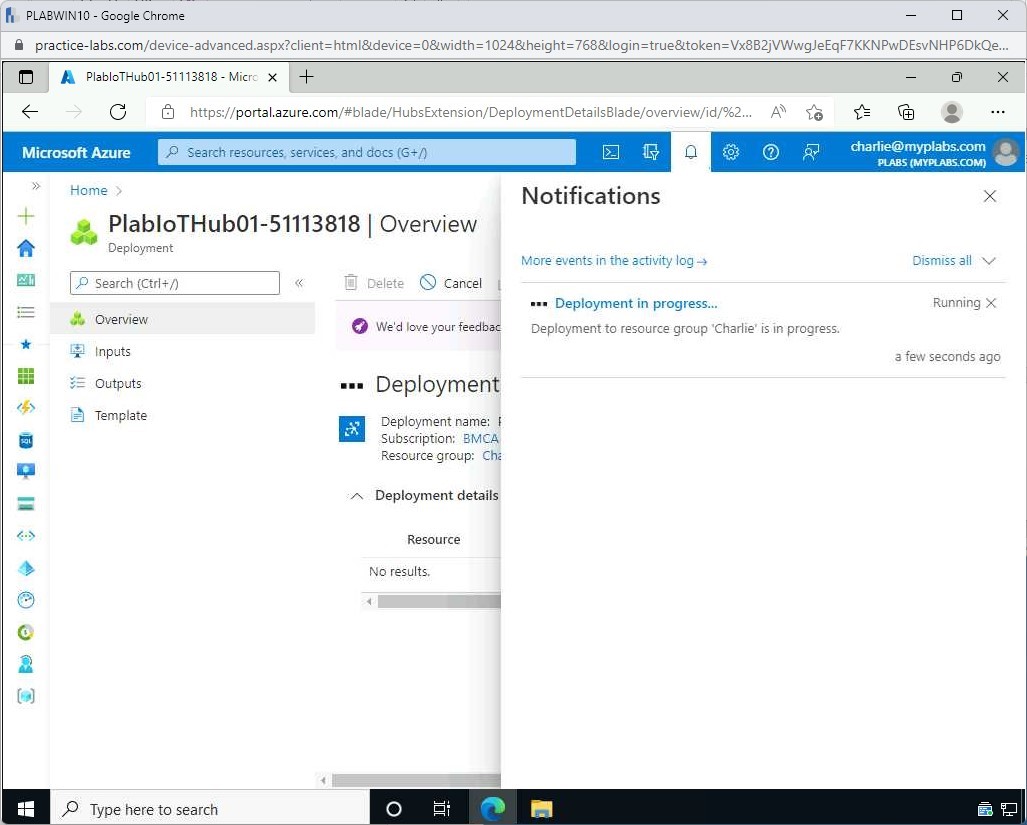 PLABWIN10 - Google Chrome
practice-labs.com/device-advanced.aspx?client=html&device=0&width=1024&height=768&login=true&token=Vx8B2jVWwgJeEqF7KKNPwDEsvNHP6DkQe...
PlabIoTHub01-51113818 - Micro
https://portal.azure.com/#blade/HubsExtension/DeploymentDetailsBlade/overview/id/%2...
Microsoft Azure
Search resources, services, and docs (G+/)
charlie@myplabs.com
PLABS (MYPLABS.COM)
Home
PlabIoTHub01-51113818 | Overview
Deployment
Search (Ctrl+/)
Overview
Inputs
Outputs
Template
Delete
Cancel
We'd love your feedbac
Deployment
Deployment name:
Subscription: BMCA
Resource group: Cha
Deployment details
Resource
No results.
Notifications
More events in the activity log →
Dismiss all
Deployment in progress...
Running
Deployment to resource group 'Charlie' is in progress.
a few seconds ago
Type here to search